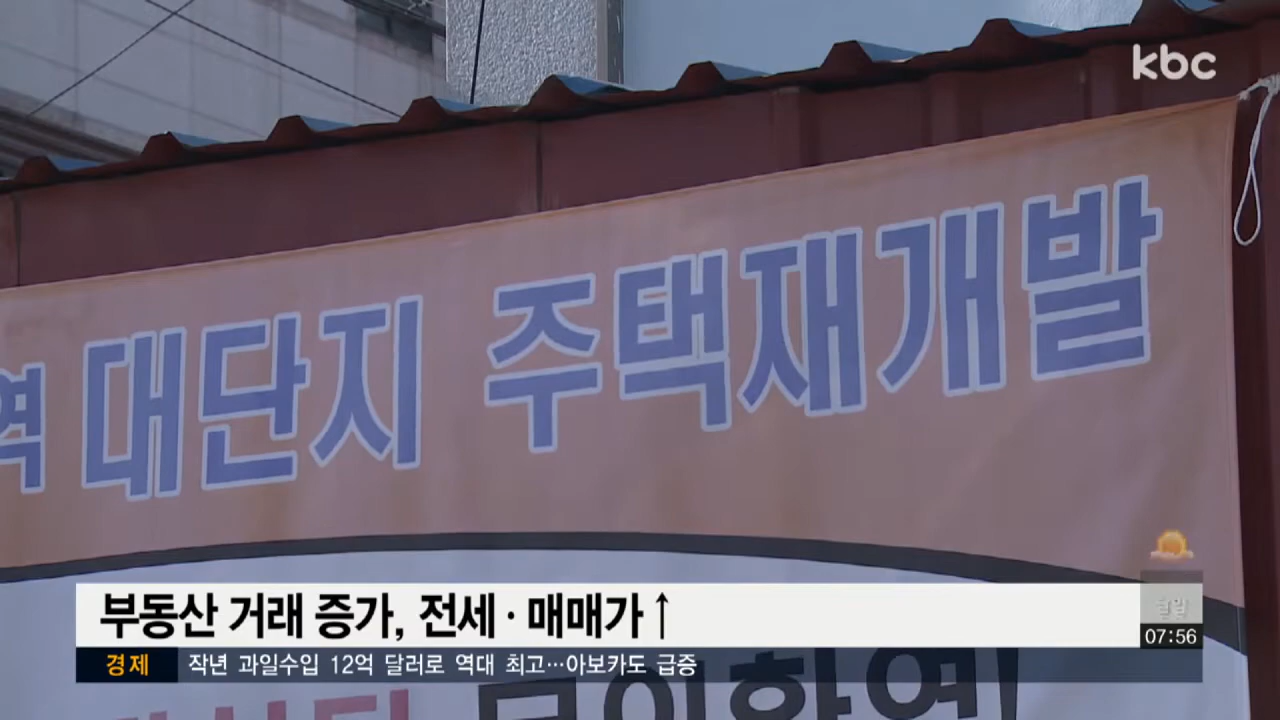 kbc
역 대단지 주택재개발
부동산 거래 증가, 전세·매매가↑
07:56
경제 작년 과일수입 12억 달러로 역대 최고…아보카도 급증